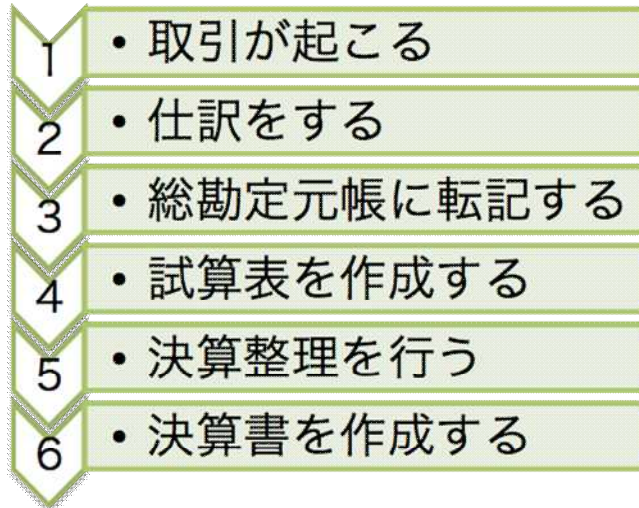 1 • 取引が起こる
2 • 仕訳をする
3 • 総勘定元帳に転記する
4 • 試算表を作成する
5 • 決算整理を行う
6 • 決算書を作成する